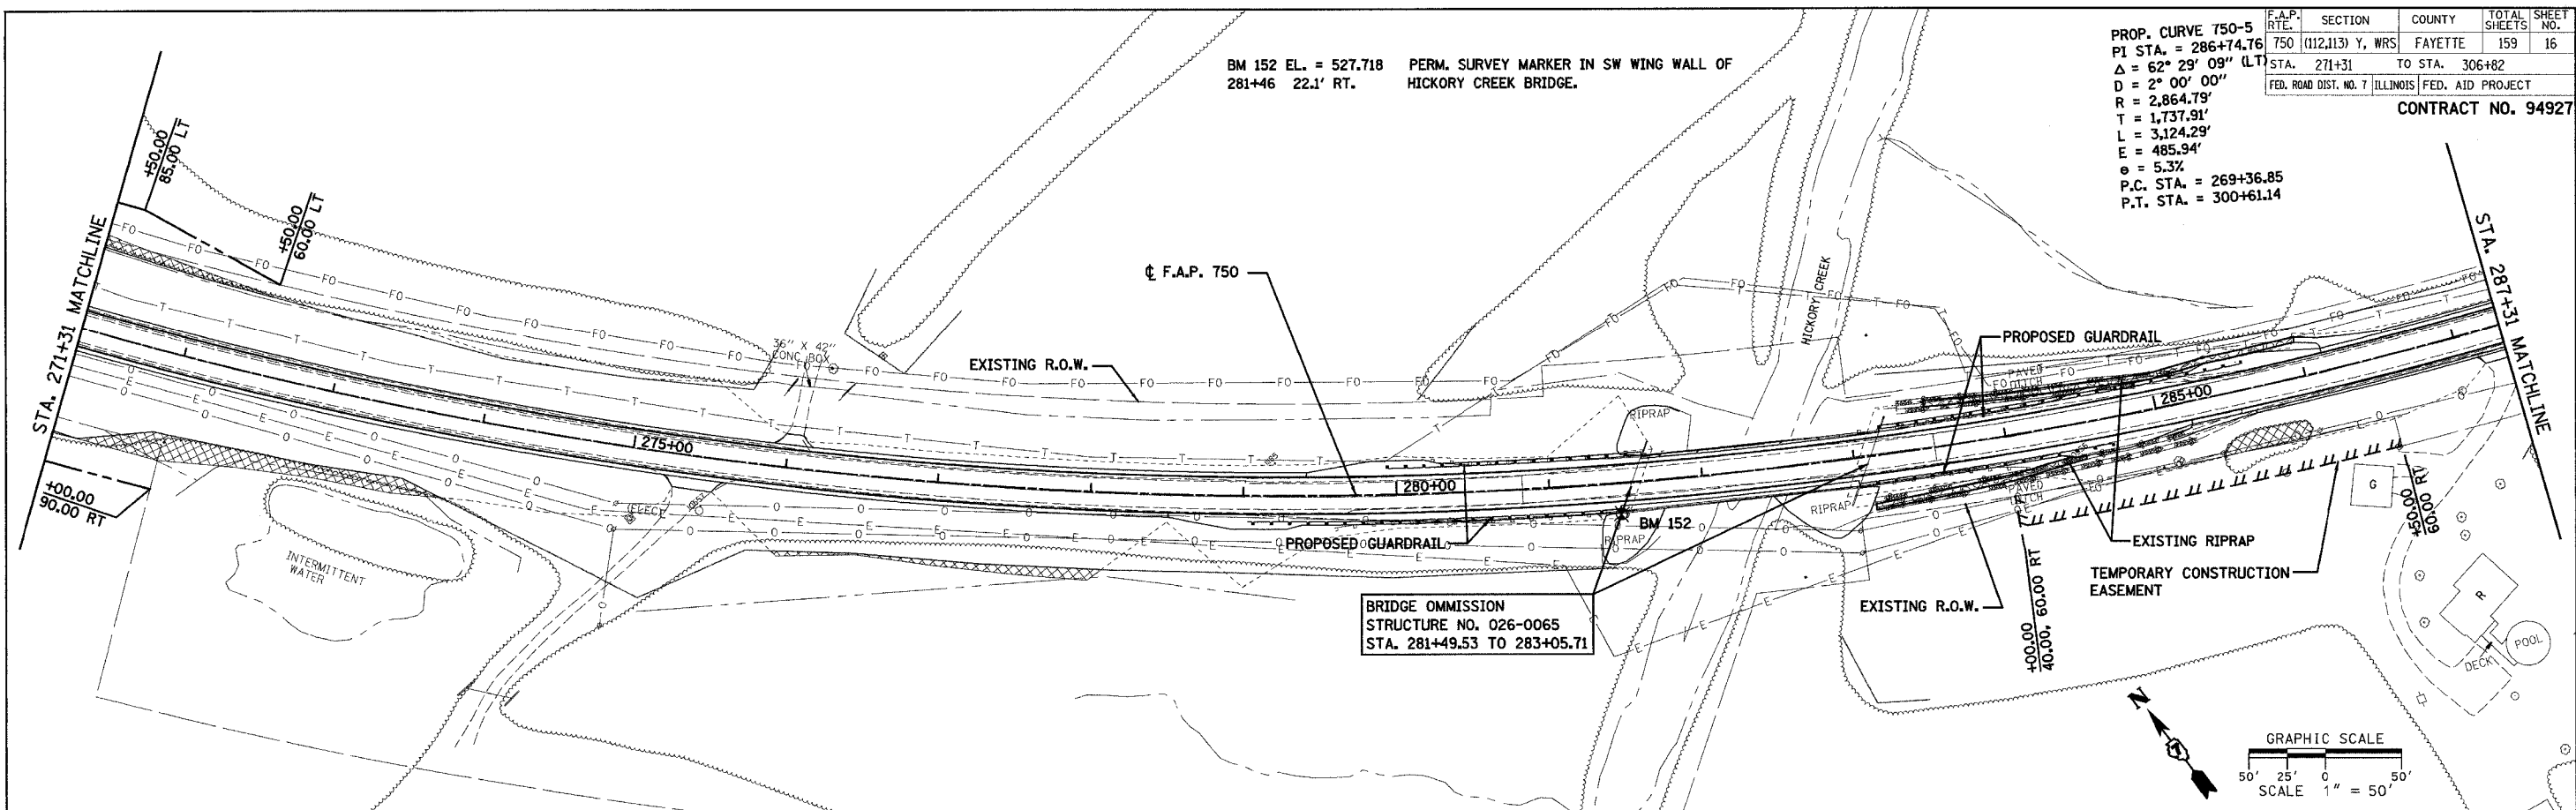 F.A.P. RTE. SECTION COUNTY TOTAL SHEETS SHEET NO.
750 (112,113) Y, WRS FAYETTE 159 16
STA. 271+31 TO STA. 306+82
FED. ROAD DIST. NO. 7 ILLINOIS FED. AID PROJECT
CONTRACT NO. 94927
PROP. CURVE 750-5
PI STA. = 286+74.76
Δ = 62° 29' 09" (LT)
D = 2° 00' 00"
R = 2,864.79'
T = 1,737.91'
L = 3,124.29'
E = 485.94'
e = 5.3%
P.C. STA. = 269+36.85
P.T. STA. = 300+61.14
BM 152 EL. = 527.718 PERM. SURVEY MARKER IN SW WING WALL OF
281+46 22.1' RT. HICKORY CREEK BRIDGE.
+50.00
85.00 LT
+50.00
60.00 LT
STA. 271+31 MATCHLINE
+00.00
90.00 RT
36" X 42"
CONC BOX
℄ F.A.P. 750
EXISTING R.O.W.
HICKORY CREEK
PROPOSED GUARDRAIL
PAVED
DITCH
STA. 287+31 MATCHLINE
275+00
280+00
285+00
RIPRAP
RIPRAP
RIPRAP
BM 152
PROPOSED GUARDRAIL
ELEC
INTERMITTENT
WATER
PAVED
DITCH
EXISTING RIPRAP
TEMPORARY CONSTRUCTION
EASEMENT
EXISTING R.O.W.
+00.00
40.00, 60.00 RT
+50.00
60.00 RT
G
R
DECK
POOL
BRIDGE OMMISSION
STRUCTURE NO. 026-0065
STA. 281+49.53 TO 283+05.71
N
GRAPHIC SCALE
50' 25' 0 50'
SCALE 1" = 50'